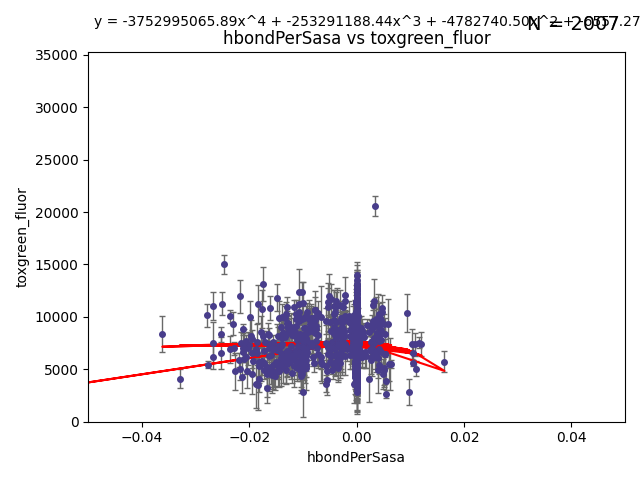 y = -3752995065.89x^4 + -253291188.44x^3 + -4782740.50x^2 +
N = 2007
hbondPerSasa vs toxgreen_fluor
35000
30000
25000
20000
15000
10000
5000
0
toxgreen_fluor
−0.04 −0.02 0.00 0.02 0.04
hbondPerSasa